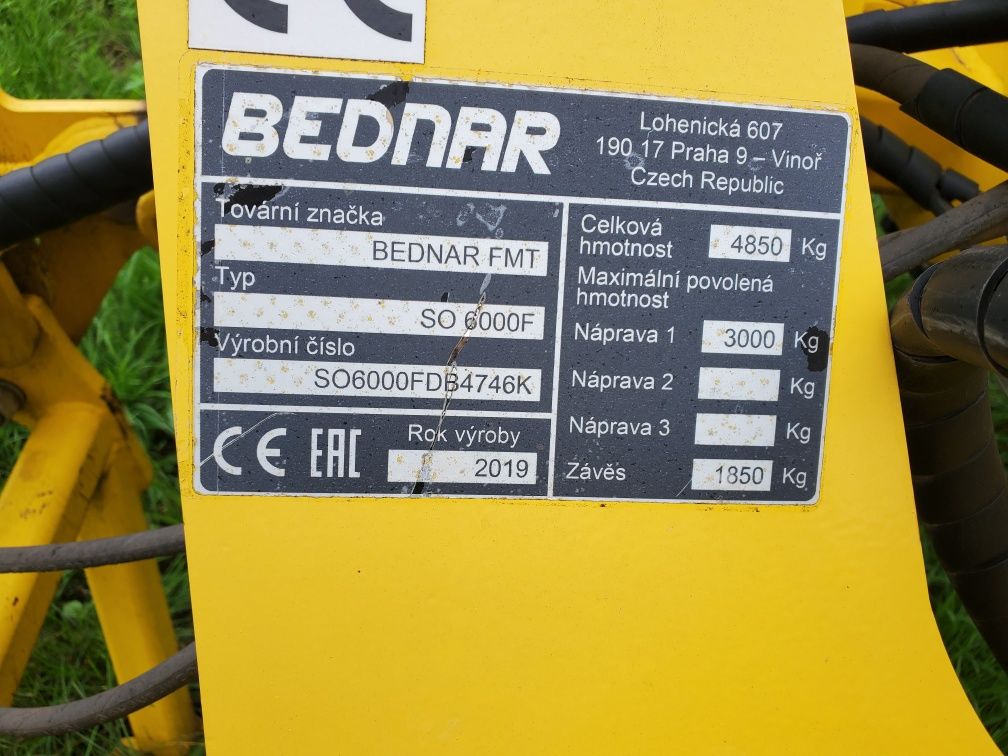 CE
BEDNAR
Lohenická 607
190 17 Praha 9 – Vinoř
Czech Republic
Tovární značka
BEDNAR FMT
Typ
SO 6000F
Výrobní číslo
SO6000FDB4746K
CE EAC
Rok výroby
2019
Celková
hmotnost 4850 Kg
Maximální povolená
hmotnost
Náprava 1 3000 Kg
Náprava 2 Kg
Náprava 3 Kg
Závěs 1850 Kg